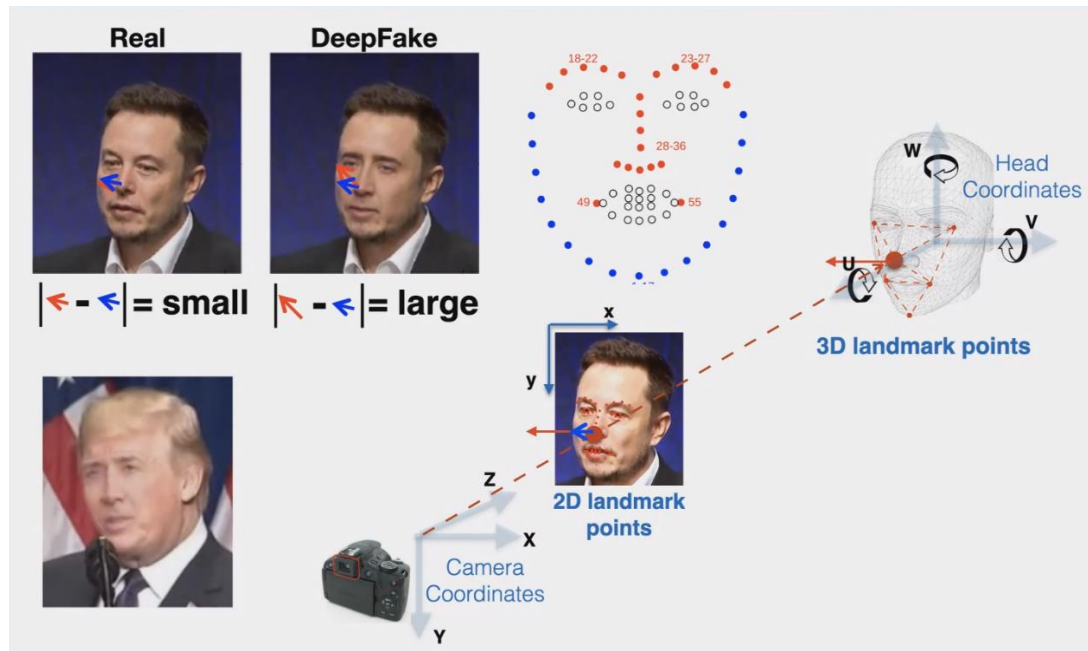 Real
DeepFake
18-22
23-27
28-36
49
55
W
Head
Coordinates
V
U
3D landmark points
= small
= large
x
y
2D landmark
points
Z
X
Camera
Coordinates
Y